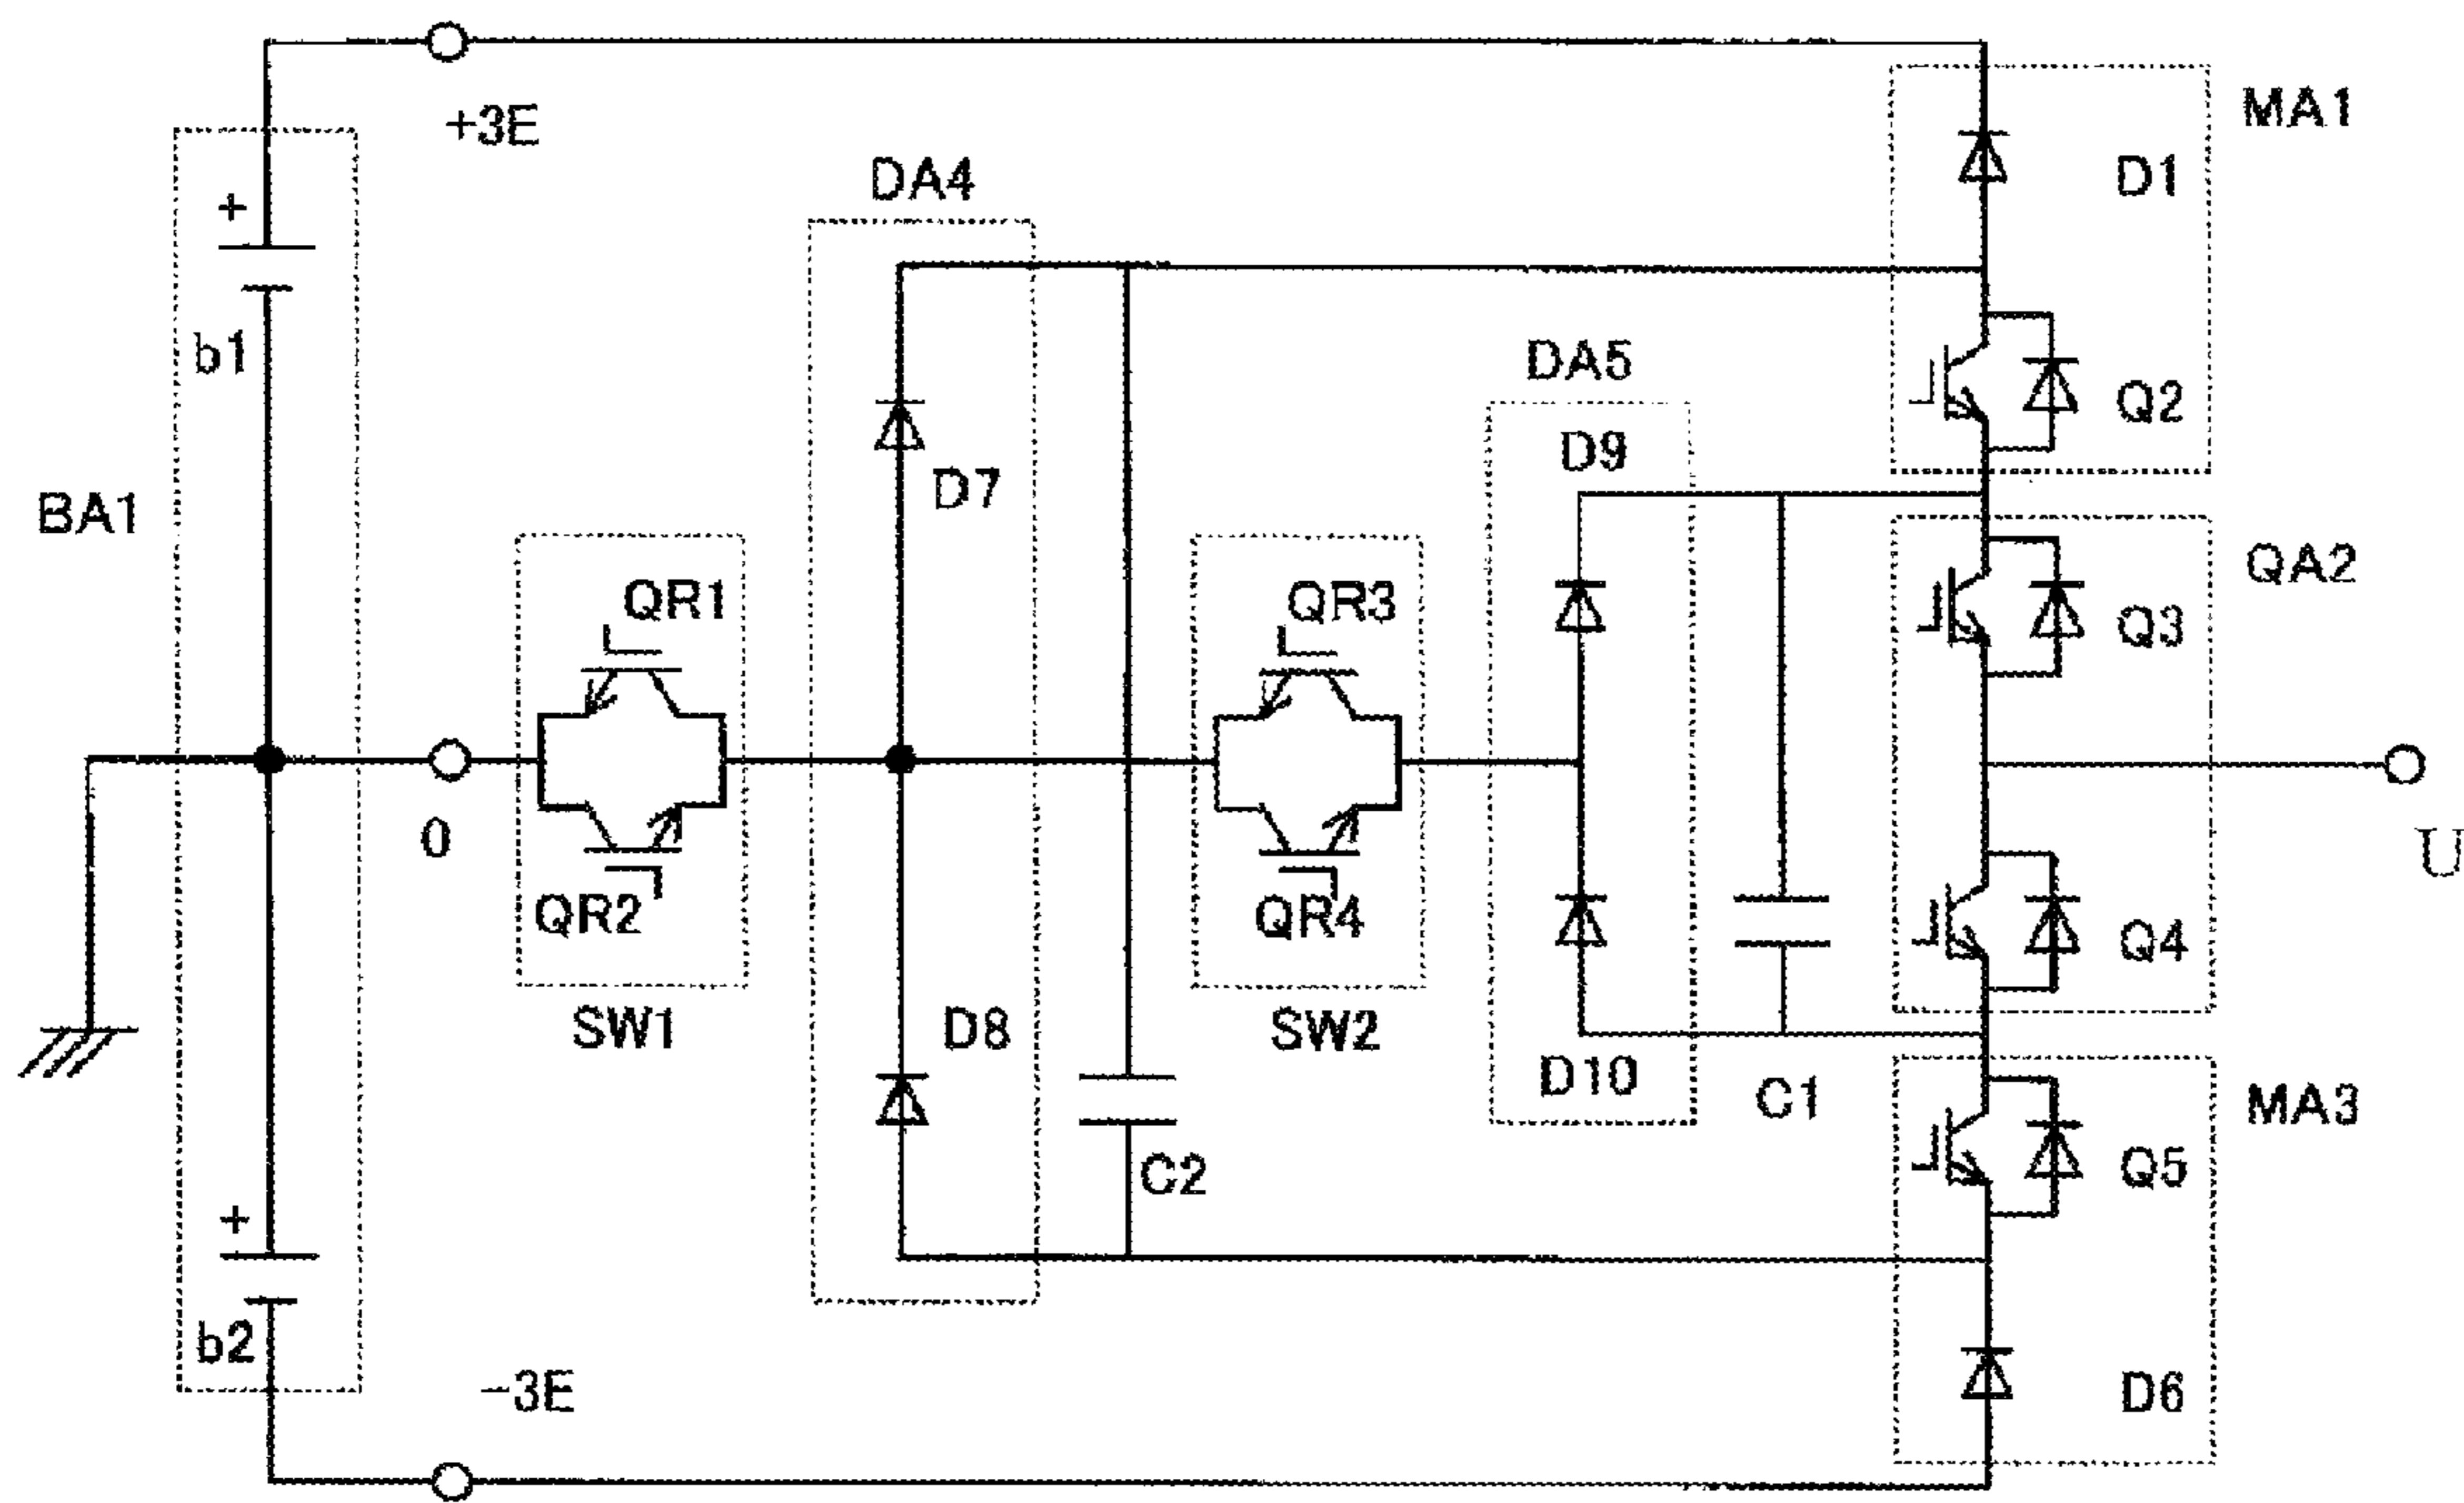 +3E
MA1
D1
DA4
+
b1
DA5
Q2
D9
D7
BA1
QA2
QR1
QR3
Q3
0
U
QR2
QR4
Q4
SW1
D8
SW2
D10
C1
MA3
C2
Q5
+
b2
-3E
D6